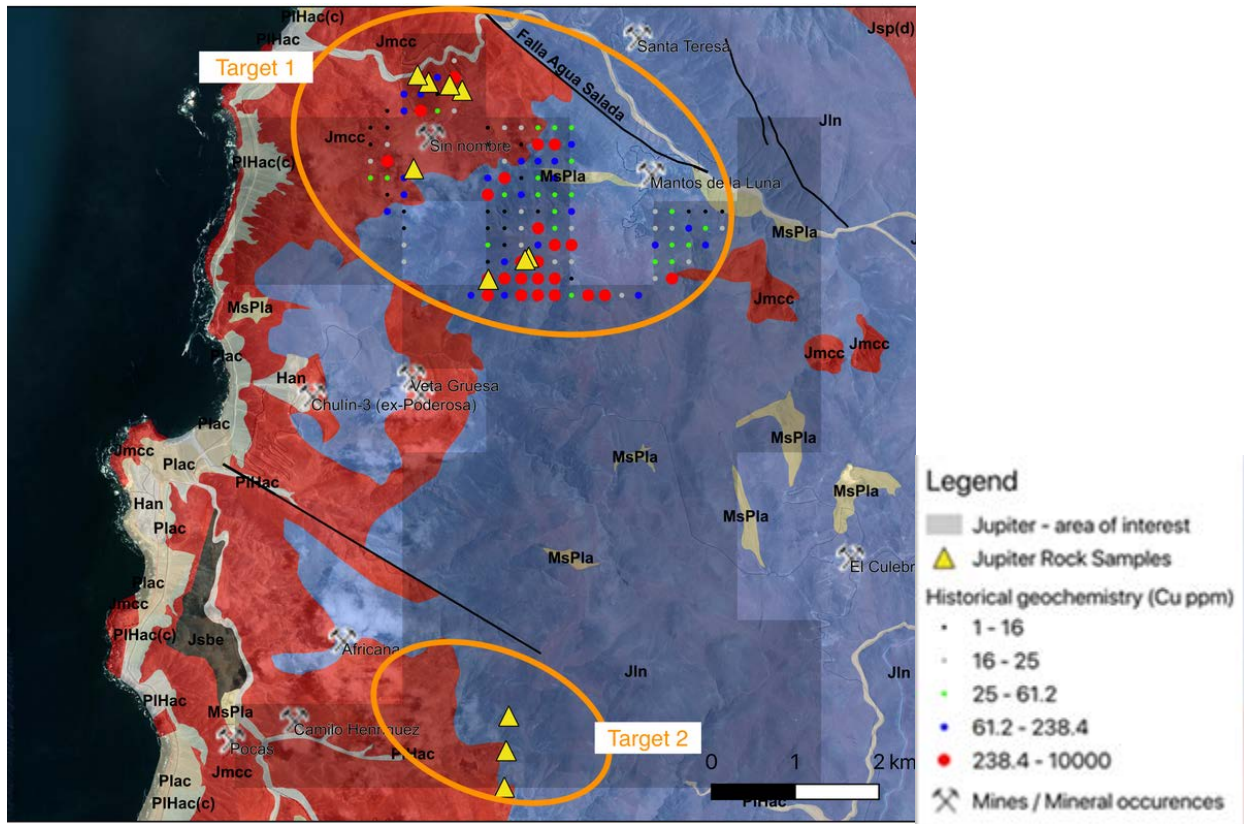 PlHac(c)
PlHac
Jmcc
Santa Teresa
Jsp(d)
Target 1
Falla Agua Salada
Jmcc
Sin nombre
Jln
PlHac(c)
MsPla
Mantos de la Luna
MsPla
MsPla
Jmcc
Plac
Jmcc
Jmcc
Han
Veta Gruesa
Chulin-3 (ex-Poderosa)
Plac
Jmcc
Plac
MsPla
MsPla
PlHac
Han
MsPla
Plac
MsPla
MsPla
El Culebr
Plac
Jmcc
PlHac(c)
Jsbe
Africana
Jln
Jln
PlHac
MsPla
Camilo Henriquez
Pocas
Target 2
PlHac
Jmcc
0 1 2 km
Plac
PlHac(c)
PlHac
Legend
Jupiter - area of interest
Jupiter Rock Samples
Historical geochemistry (Cu ppm)
1 - 16
16 - 25
25 - 61.2
61.2 - 238.4
238.4 - 10000
Mines / Mineral occurences